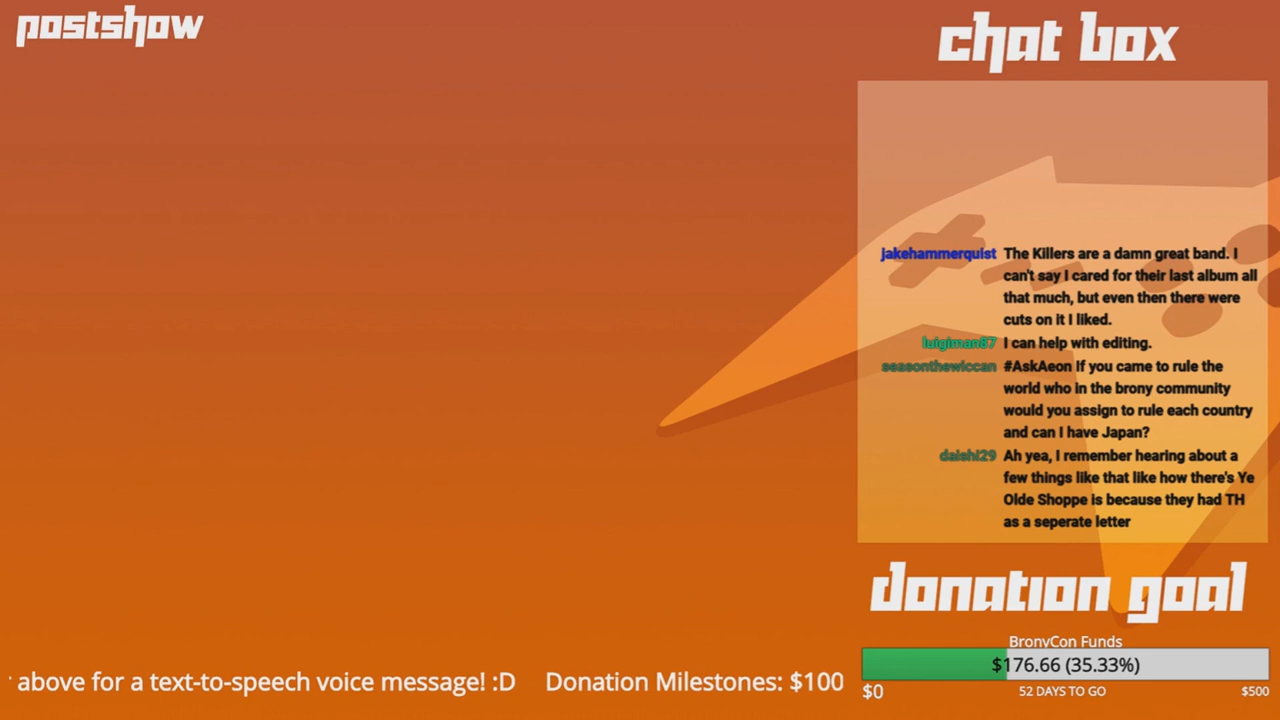 postshow
chat box
jakehammerquist The Killers are a damn great band. I
can't say I cared for their last album all
that much, but even then there were
cuts on it I liked.
luigiman87 I can help with editing.
seasonthewiccan #AskAeon If you came to rule the
world who in the brony community
would you assign to rule each country
and can I have Japan?
daishi29 Ah yea, I remember hearing about a
few things like that like how there's Ye
Olde Shoppe is because they had TH
as a seperate letter
donation goal
BronyCon Funds
$176.66 (35.33%)
$0 52 DAYS TO GO $500
above for a text-to-speech voice message! :D Donation Milestones: $100